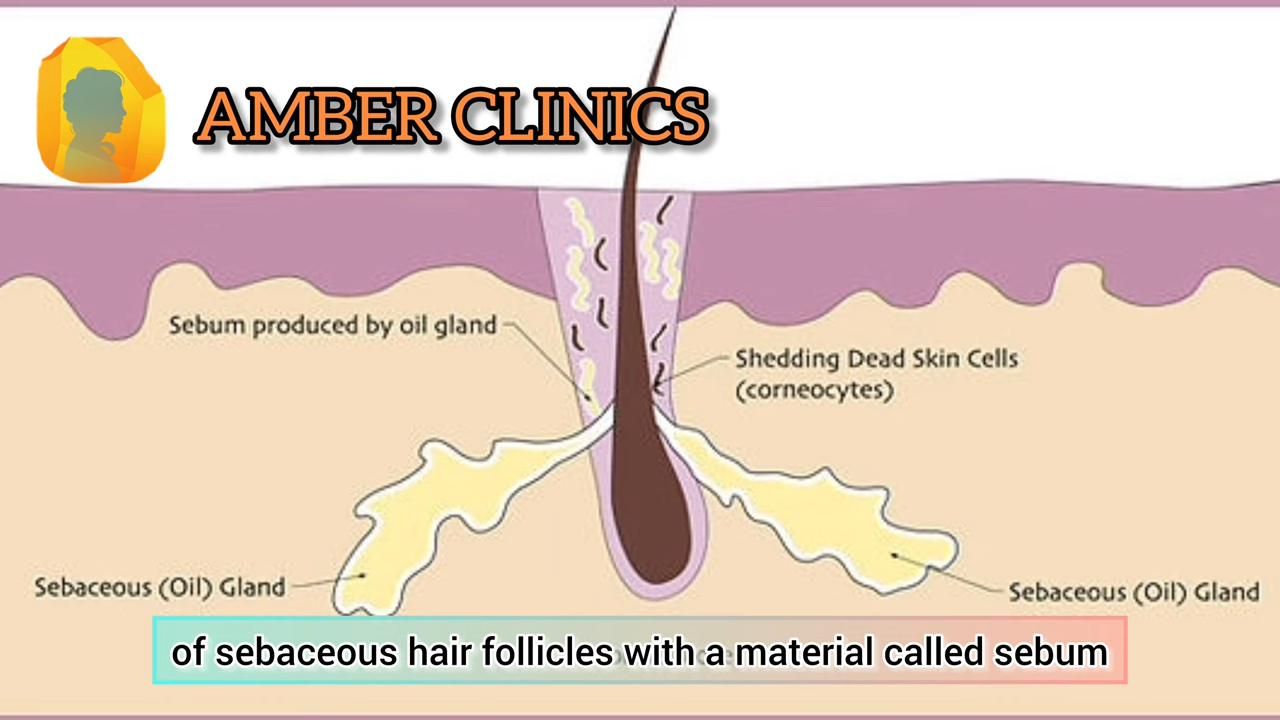 AMBER CLINICS
Sebum produced by oil gland
Shedding Dead Skin Cells
(corneocytes)
Sebaceous (Oil) Gland
Sebaceous (Oil) Gland
of sebaceous hair follicles with a material called sebum